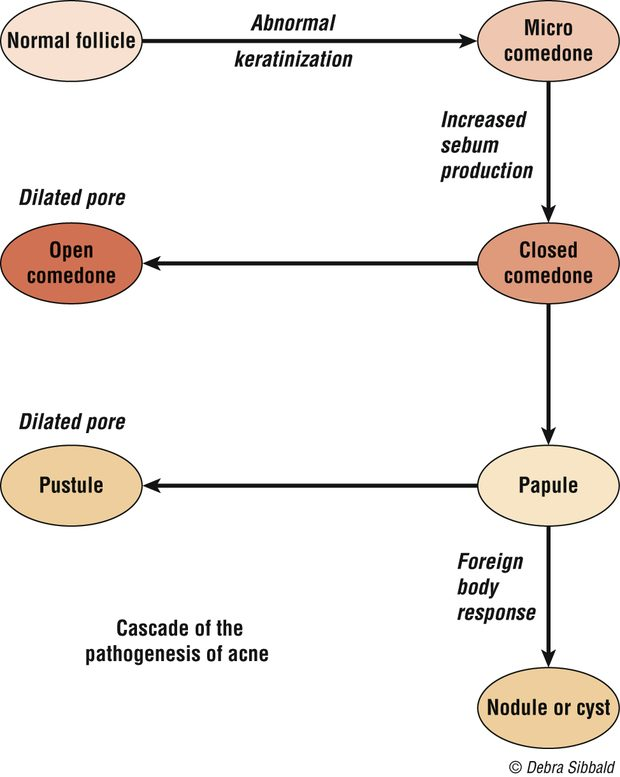 Normal follicle
Abnormal
keratinization
Micro
comedone
Increased
sebum
production
Dilated pore
Open
comedone
Closed
comedone
Dilated pore
Pustule
Papule
Foreign
body
response
Cascade of the
pathogenesis of acne
Nodule or cyst
© Debra Sibbald